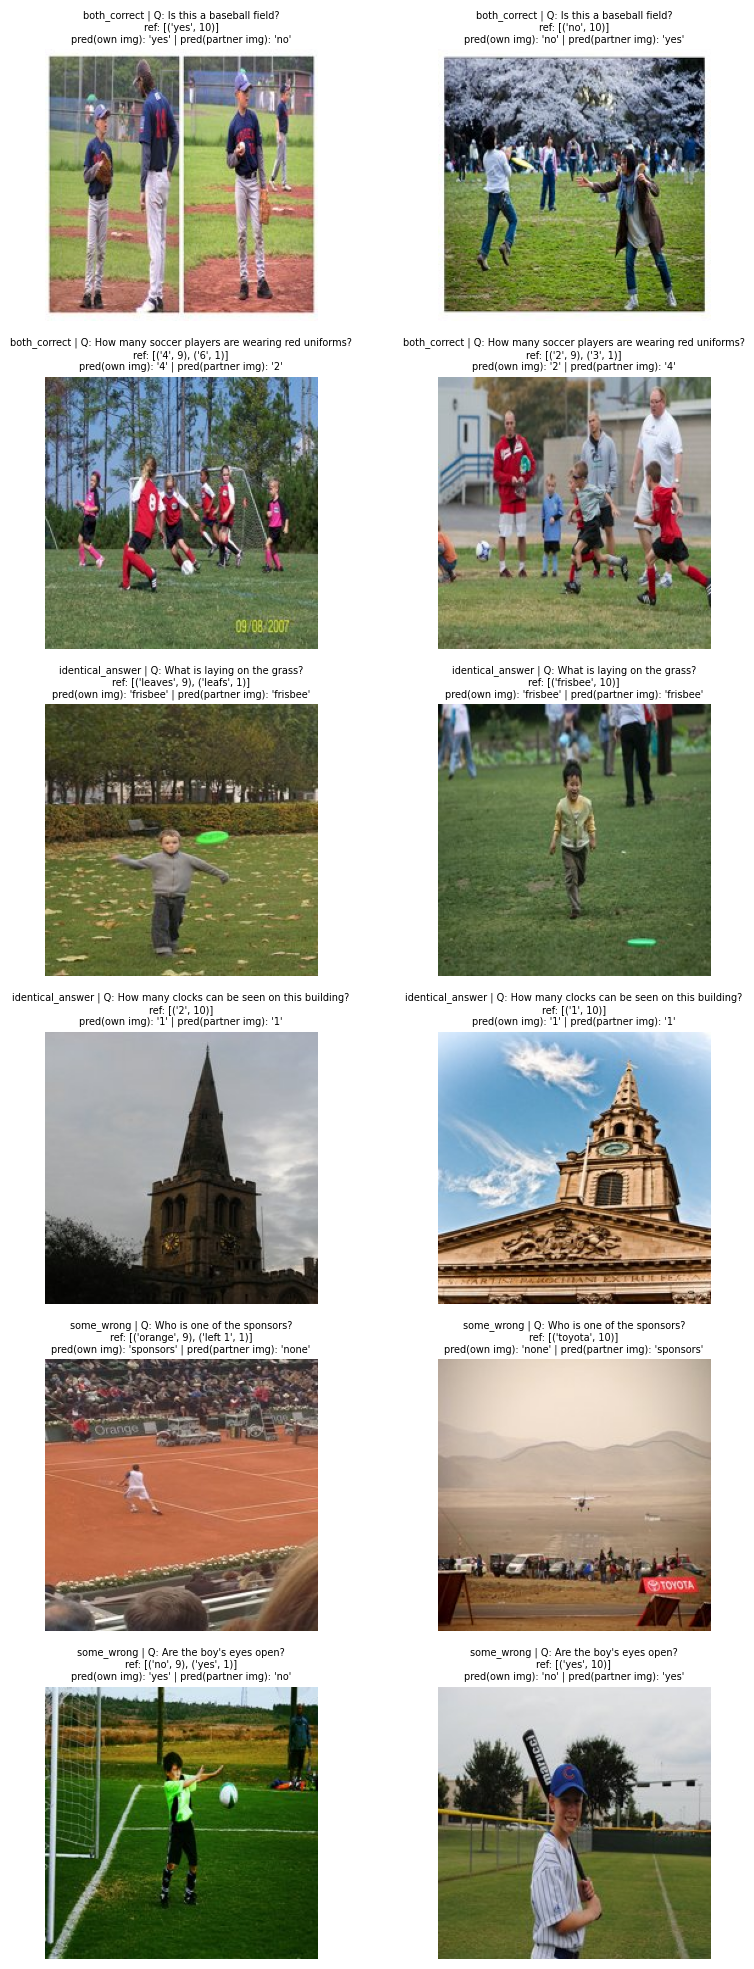 both_correct | Q: Is this a baseball field?
ref: [('yes', 10)]
pred(own img): 'yes' | pred(partner img): 'no'
both_correct | Q: Is this a baseball field?
ref: [('no', 10)]
pred(own img): 'no' | pred(partner img): 'yes'
both_correct | Q: How many soccer players are wearing red uniforms?
ref: [('4', 9), ('6', 1)]
pred(own img): '4' | pred(partner img): '2'
8
09/08/2007
both_correct | Q: How many soccer players are wearing red uniforms?
ref: [('2', 9), ('3', 1)]
pred(own img): '2' | pred(partner img): '4'
identical_answer | Q: What is laying on the grass?
ref: [('leaves', 9), ('leafs', 1)]
pred(own img): 'frisbee' | pred(partner img): 'frisbee'
identical_answer | Q: What is laying on the grass?
ref: [('frisbee', 10)]
pred(own img): 'frisbee' | pred(partner img): 'frisbee'
identical_answer | Q: How many clocks can be seen on this building?
ref: [('2', 10)]
pred(own img): '1' | pred(partner img): '1'
identical_answer | Q: How many clocks can be seen on this building?
ref: [('1', 10)]
pred(own img): '1' | pred(partner img): '1'
some_wrong | Q: Who is one of the sponsors?
ref: [('orange', 9), ('left 1', 1)]
pred(own img): 'sponsors' | pred(partner img): 'none'
Orange
some_wrong | Q: Who is one of the sponsors?
ref: [('toyota', 10)]
pred(own img): 'none' | pred(partner img): 'sponsors'
TOYOTA
some_wrong | Q: Are the boy's eyes open?
ref: [('no', 9), ('yes', 1)]
pred(own img): 'yes' | pred(partner img): 'no'
some_wrong | Q: Are the boy's eyes open?
ref: [('yes', 10)]
pred(own img): 'no' | pred(partner img): 'yes'
marucci
C